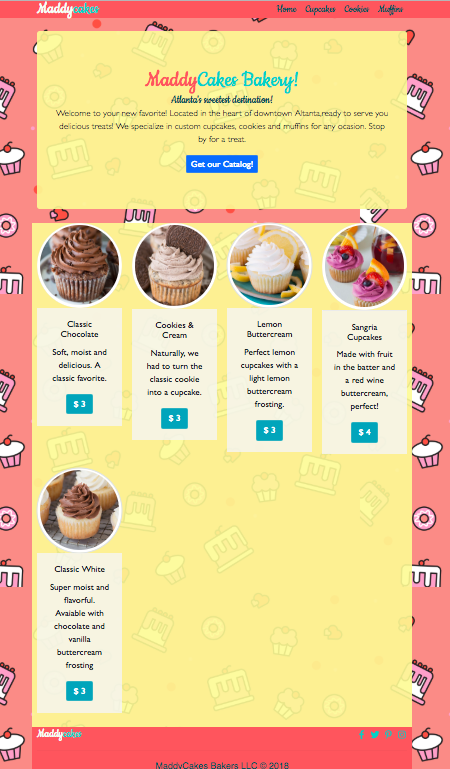 Maddycakes
Home Cupcakes Cookies Muffins
MaddyCakes Bakery!
Atlanta's sweetest destination!
Welcome to your new favorite! Located in the heart of downtown Altanta,ready to serve you
delicious treats! We specialize in custom cupcakes, cookies and muffins for any ocasion. Stop
by for a treat.
Get our Catalog!
Classic
Chocolate
Soft, moist and
delicious. A
classic favorite.
$ 3
Cookies &
Cream
Naturally, we
had to turn the
classic cookie
into a cupcake.
$ 3
Lemon
Buttercream
Perfect lemon
cupcakes with a
light lemon
buttercream
frosting.
$ 3
Sangria
Cupcakes
Made with fruit
in the batter and
a red wine
buttercream,
perfect!
$ 4
Classic White
Super moist and
flavorful.
Avaiable with
chocolate and
vanilla
buttercream
frosting
$ 3
Maddycakes
MaddyCakes Bakers LLC © 2018